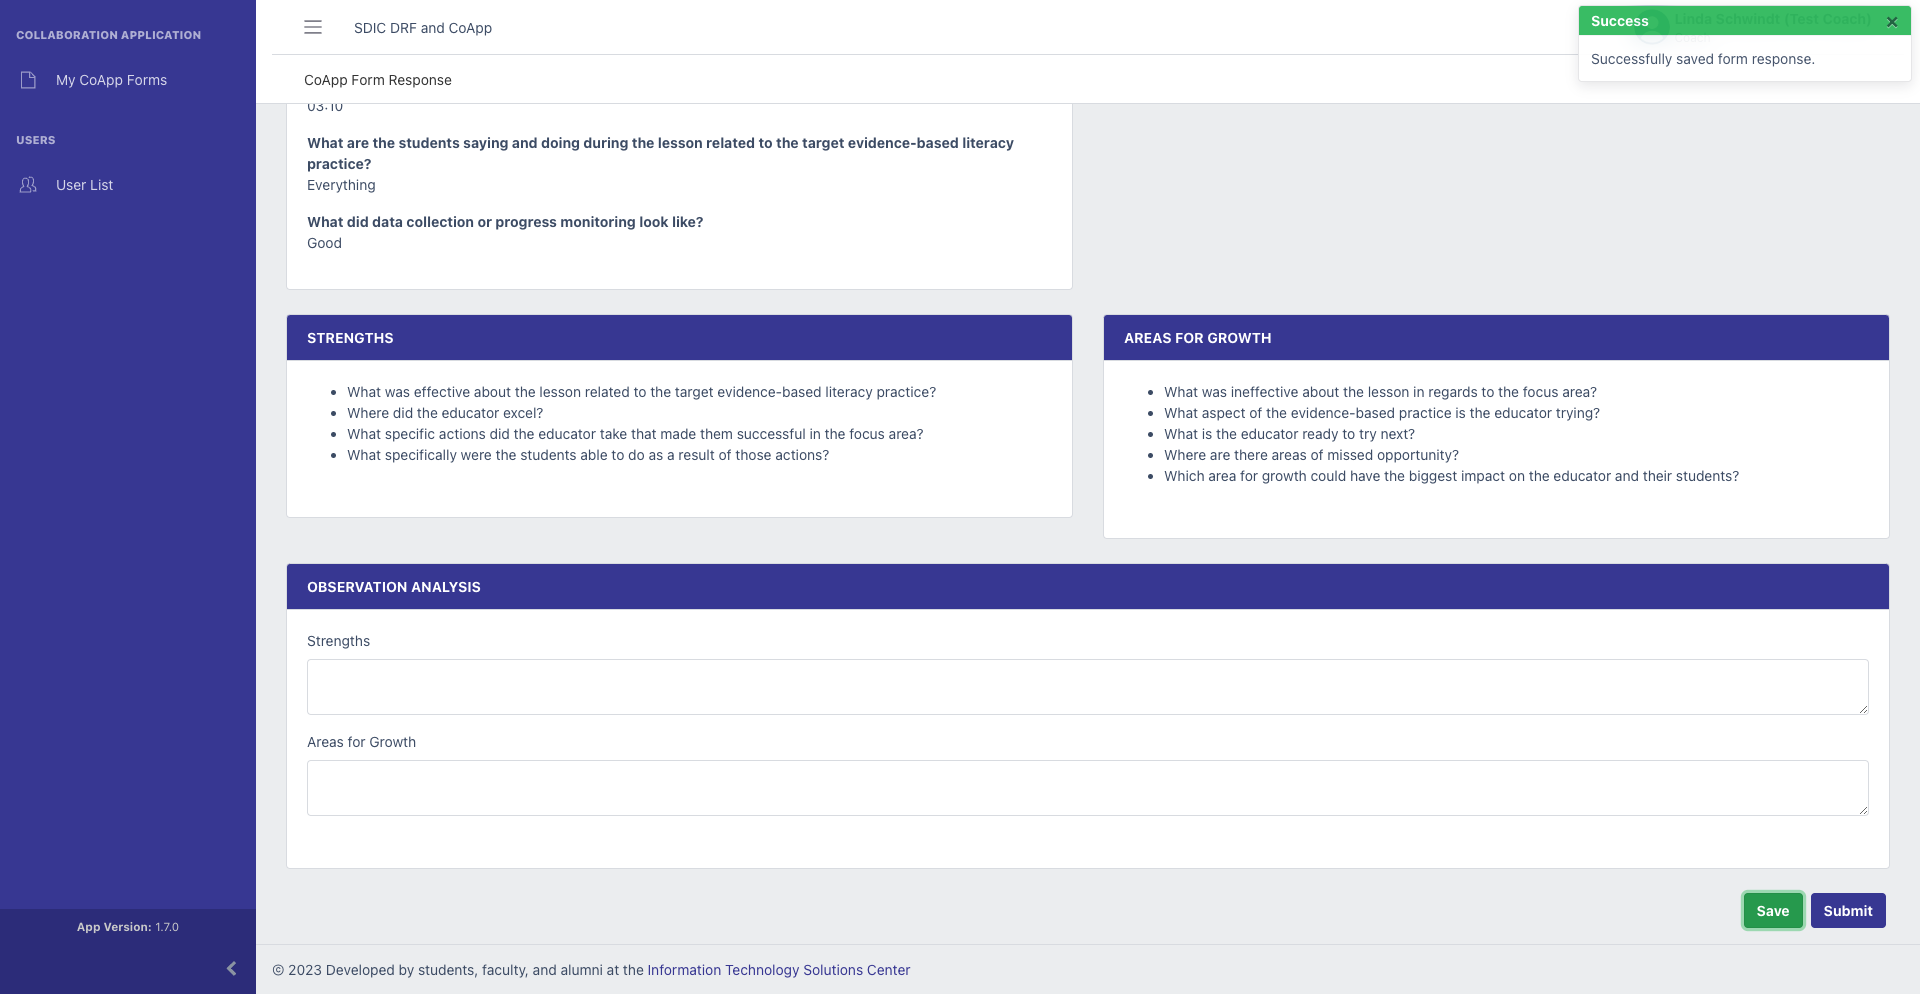 COLLABORATION APPLICATION
My CoApp Forms
USERS
User List
App Version: 1.7.0
SDIC DRF and CoApp
Linda Schwindt (Test Coach)
Success
Successfully saved form response.
CoApp Form Response
03:10
What are the students saying and doing during the lesson related to the target evidence-based literacy
practice?
Everything
What did data collection or progress monitoring look like?
Good
STRENGTHS
What was effective about the lesson related to the target evidence-based literacy practice?
Where did the educator excel?
What specific actions did the educator take that made them successful in the focus area?
What specifically were the students able to do as a result of those actions?
AREAS FOR GROWTH
What was ineffective about the lesson in regards to the focus area?
What aspect of the evidence-based practice is the educator trying?
What is the educator ready to try next?
Where are there areas of missed opportunity?
Which area for growth could have the biggest impact on the educator and their students?
OBSERVATION ANALYSIS
Strengths
Areas for Growth
Save
Submit
© 2023 Developed by students, faculty, and alumni at the Information Technology Solutions Center